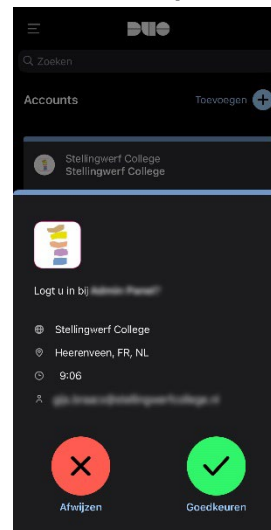 DUO
Zoeken
Accounts
Toevoegen
Stellingwerf College
Stellingwerf College
Logt u in bij
Stellingwerf College
Heerenveen, FR, NL
9:06
Afwijzen
Goedkeuren